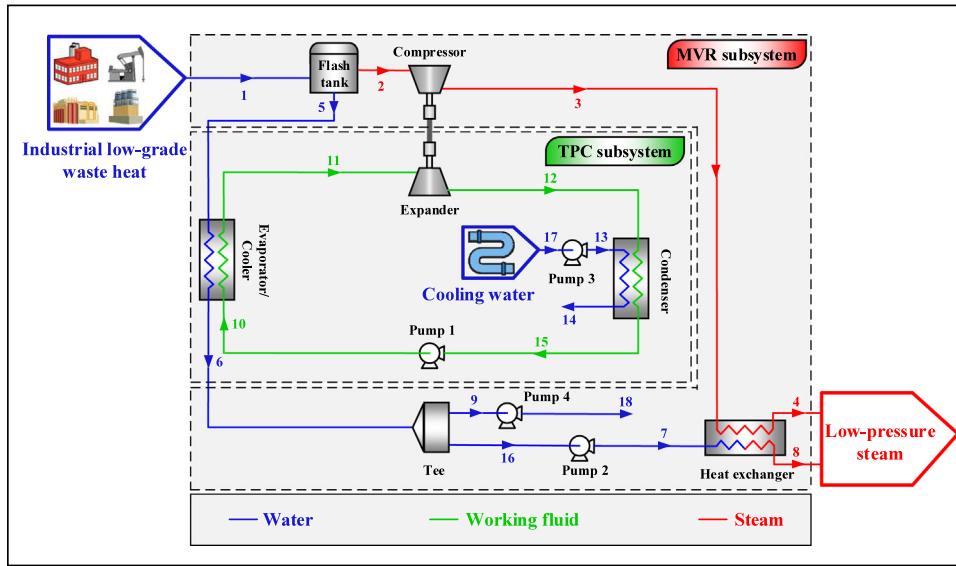 Compressor
MVR subsystem
Flash
tank
1
2
3
5
Industrial low-grade
waste heat
TPC subsystem
11
12
Expander
Evaporator/
Cooler
17
13
Pump 3
Cooling water
14
Condenser
10
Pump 1
15
6
9
Pump 4
18
Tee
16
Pump 2
7
Heat exchanger
4
8
Low-pressure
steam
Water
Working fluid
Steam